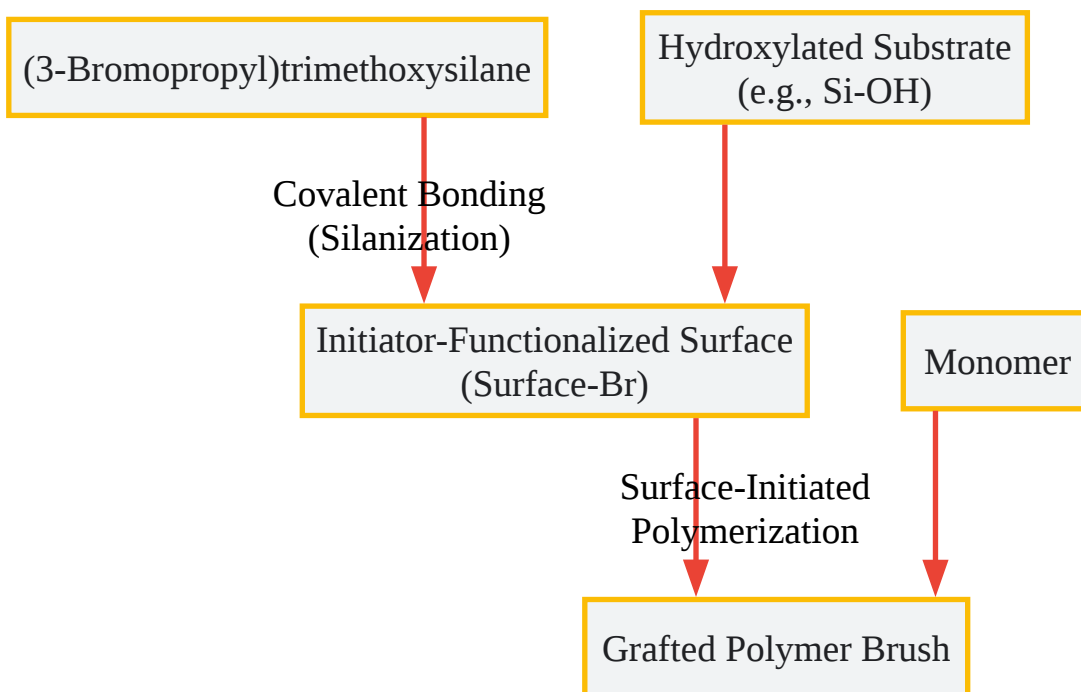 (3-Bromopropyl)trimethoxysilane
Hydroxylated Substrate
(e.g., Si-OH)
Covalent Bonding
(Silanization)
Initiator-Functionalized Surface
(Surface-Br)
Monomer
Surface-Initiated
Polymerization
Grafted Polymer Brush